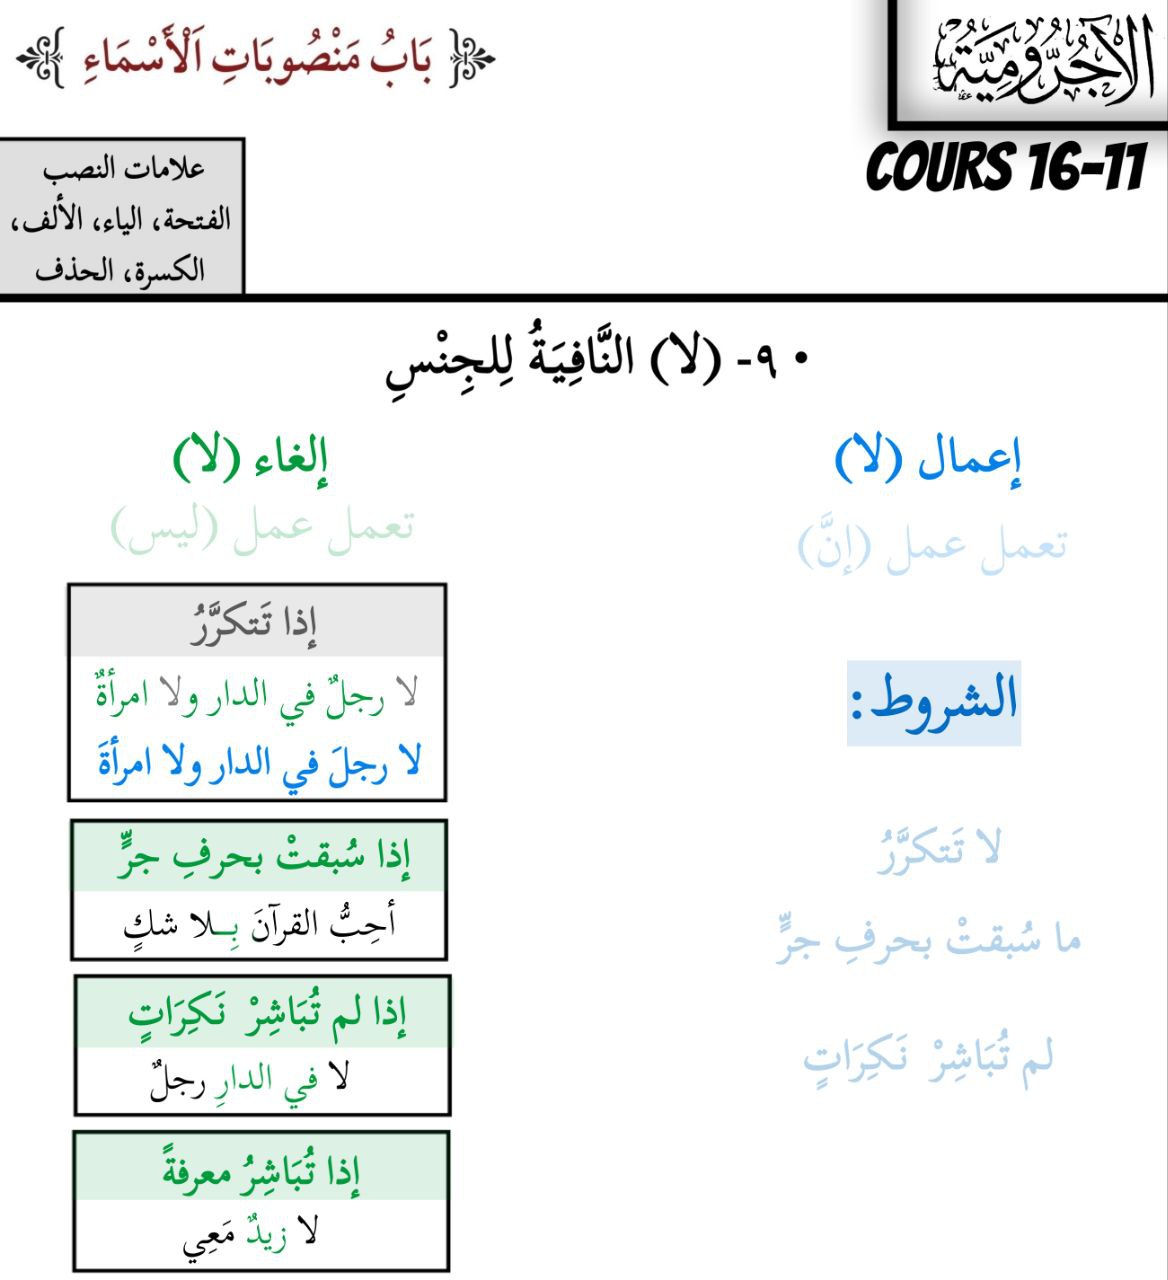 الآجُرُّومِيَّةُ
بَابُ مَنْصُوبَاتِ اَلْأَسْمَاءِ
COURS 16-11
علامات النصب
الفتحة، الياء، الألف،
الكسرة، الحذف
• ٩- (لا) النَّافِيَةُ لِلجِنْسِ
إعمال (لا)
تعمل عمل (إنَّ)
الشروط:
لا تَتكرَّرُ
ما سُبقتْ بحرفِ جرٍّ
لم تُبَاشِرْ نَكِرَاتٍ
إلغاء (لا)
تعمل عمل (ليس)
إذا تَتكرَّرُ
لا رجلٌ في الدار ولا امرأةٌ
لا رجلَ في الدار ولا امرأةَ
إذا سُبقتْ بحرفِ جرٍّ
أحِبُّ القرآنَ بِـلا شكٍ
إذا لم تُبَاشِرْ نَكِرَاتٍ
لا في الدارِ رجلٌ
إذا تُبَاشِرُ معرفةً
لا زيدٌ مَعِي